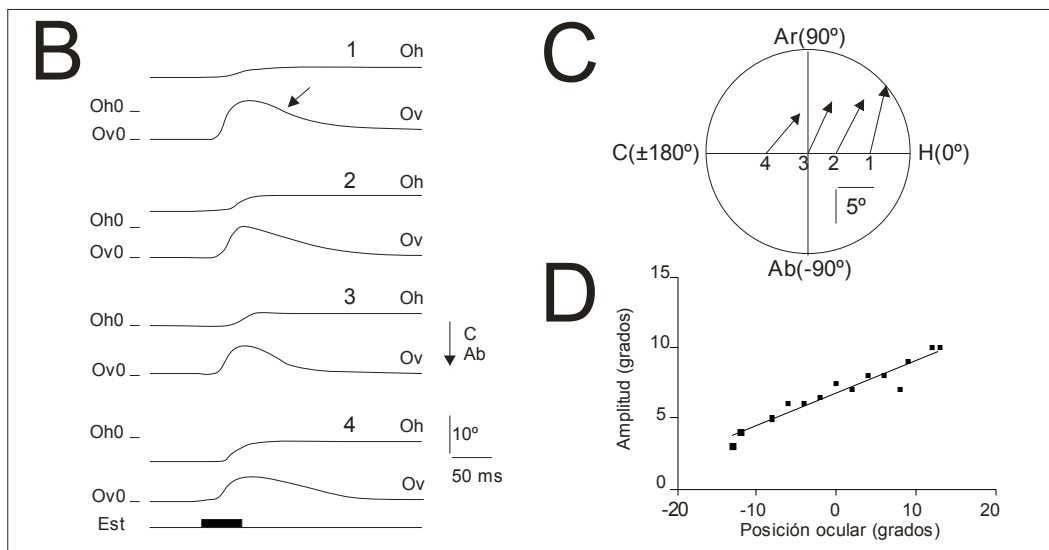 B
1 Oh
Oh0
Ov
Ov0
2 Oh
Oh0
Ov
Ov0
3 Oh
Oh0
C
Ab
Ov
Ov0
4 Oh
Oh0
10º
50 ms
Ov
Ov0
Est
C
Ar(90º)
C(±180º)
H(0º)
4 3 2 1
5º
Ab(-90º)
D
15
10
5
0
-20 -10 0 10 20
Amplitud (grados)
Posición ocular (grados)